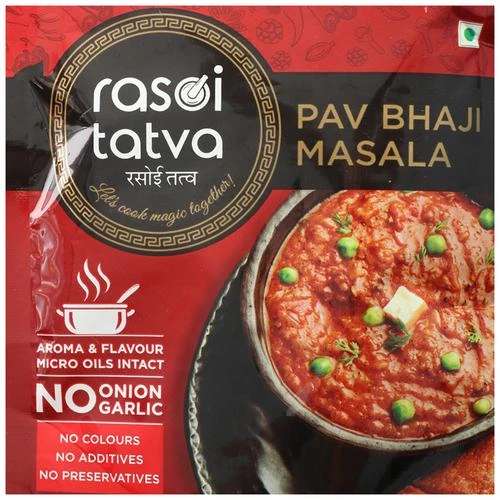 rasoi
tatva
रसोई तत्व
Let's cook magic together!
PAV BHAJI
MASALA
AROMA & FLAVOUR
MICRO OILS INTACT
NO ONION
GARLIC
NO COLOURS
NO ADDITIVES
NO PRESERVATIVES